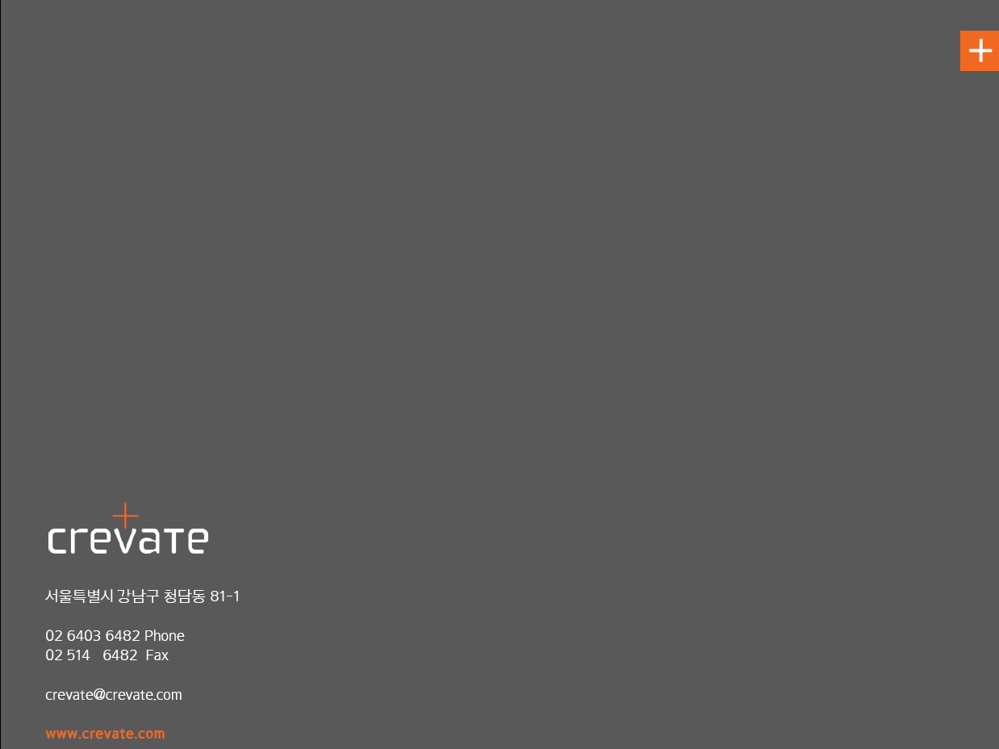 crevate
서울특별시 강남구 청담동 81-1
02 6403 6482 Phone
02 514   6482  Fax
crevate@crevate.com
www.crevate.com